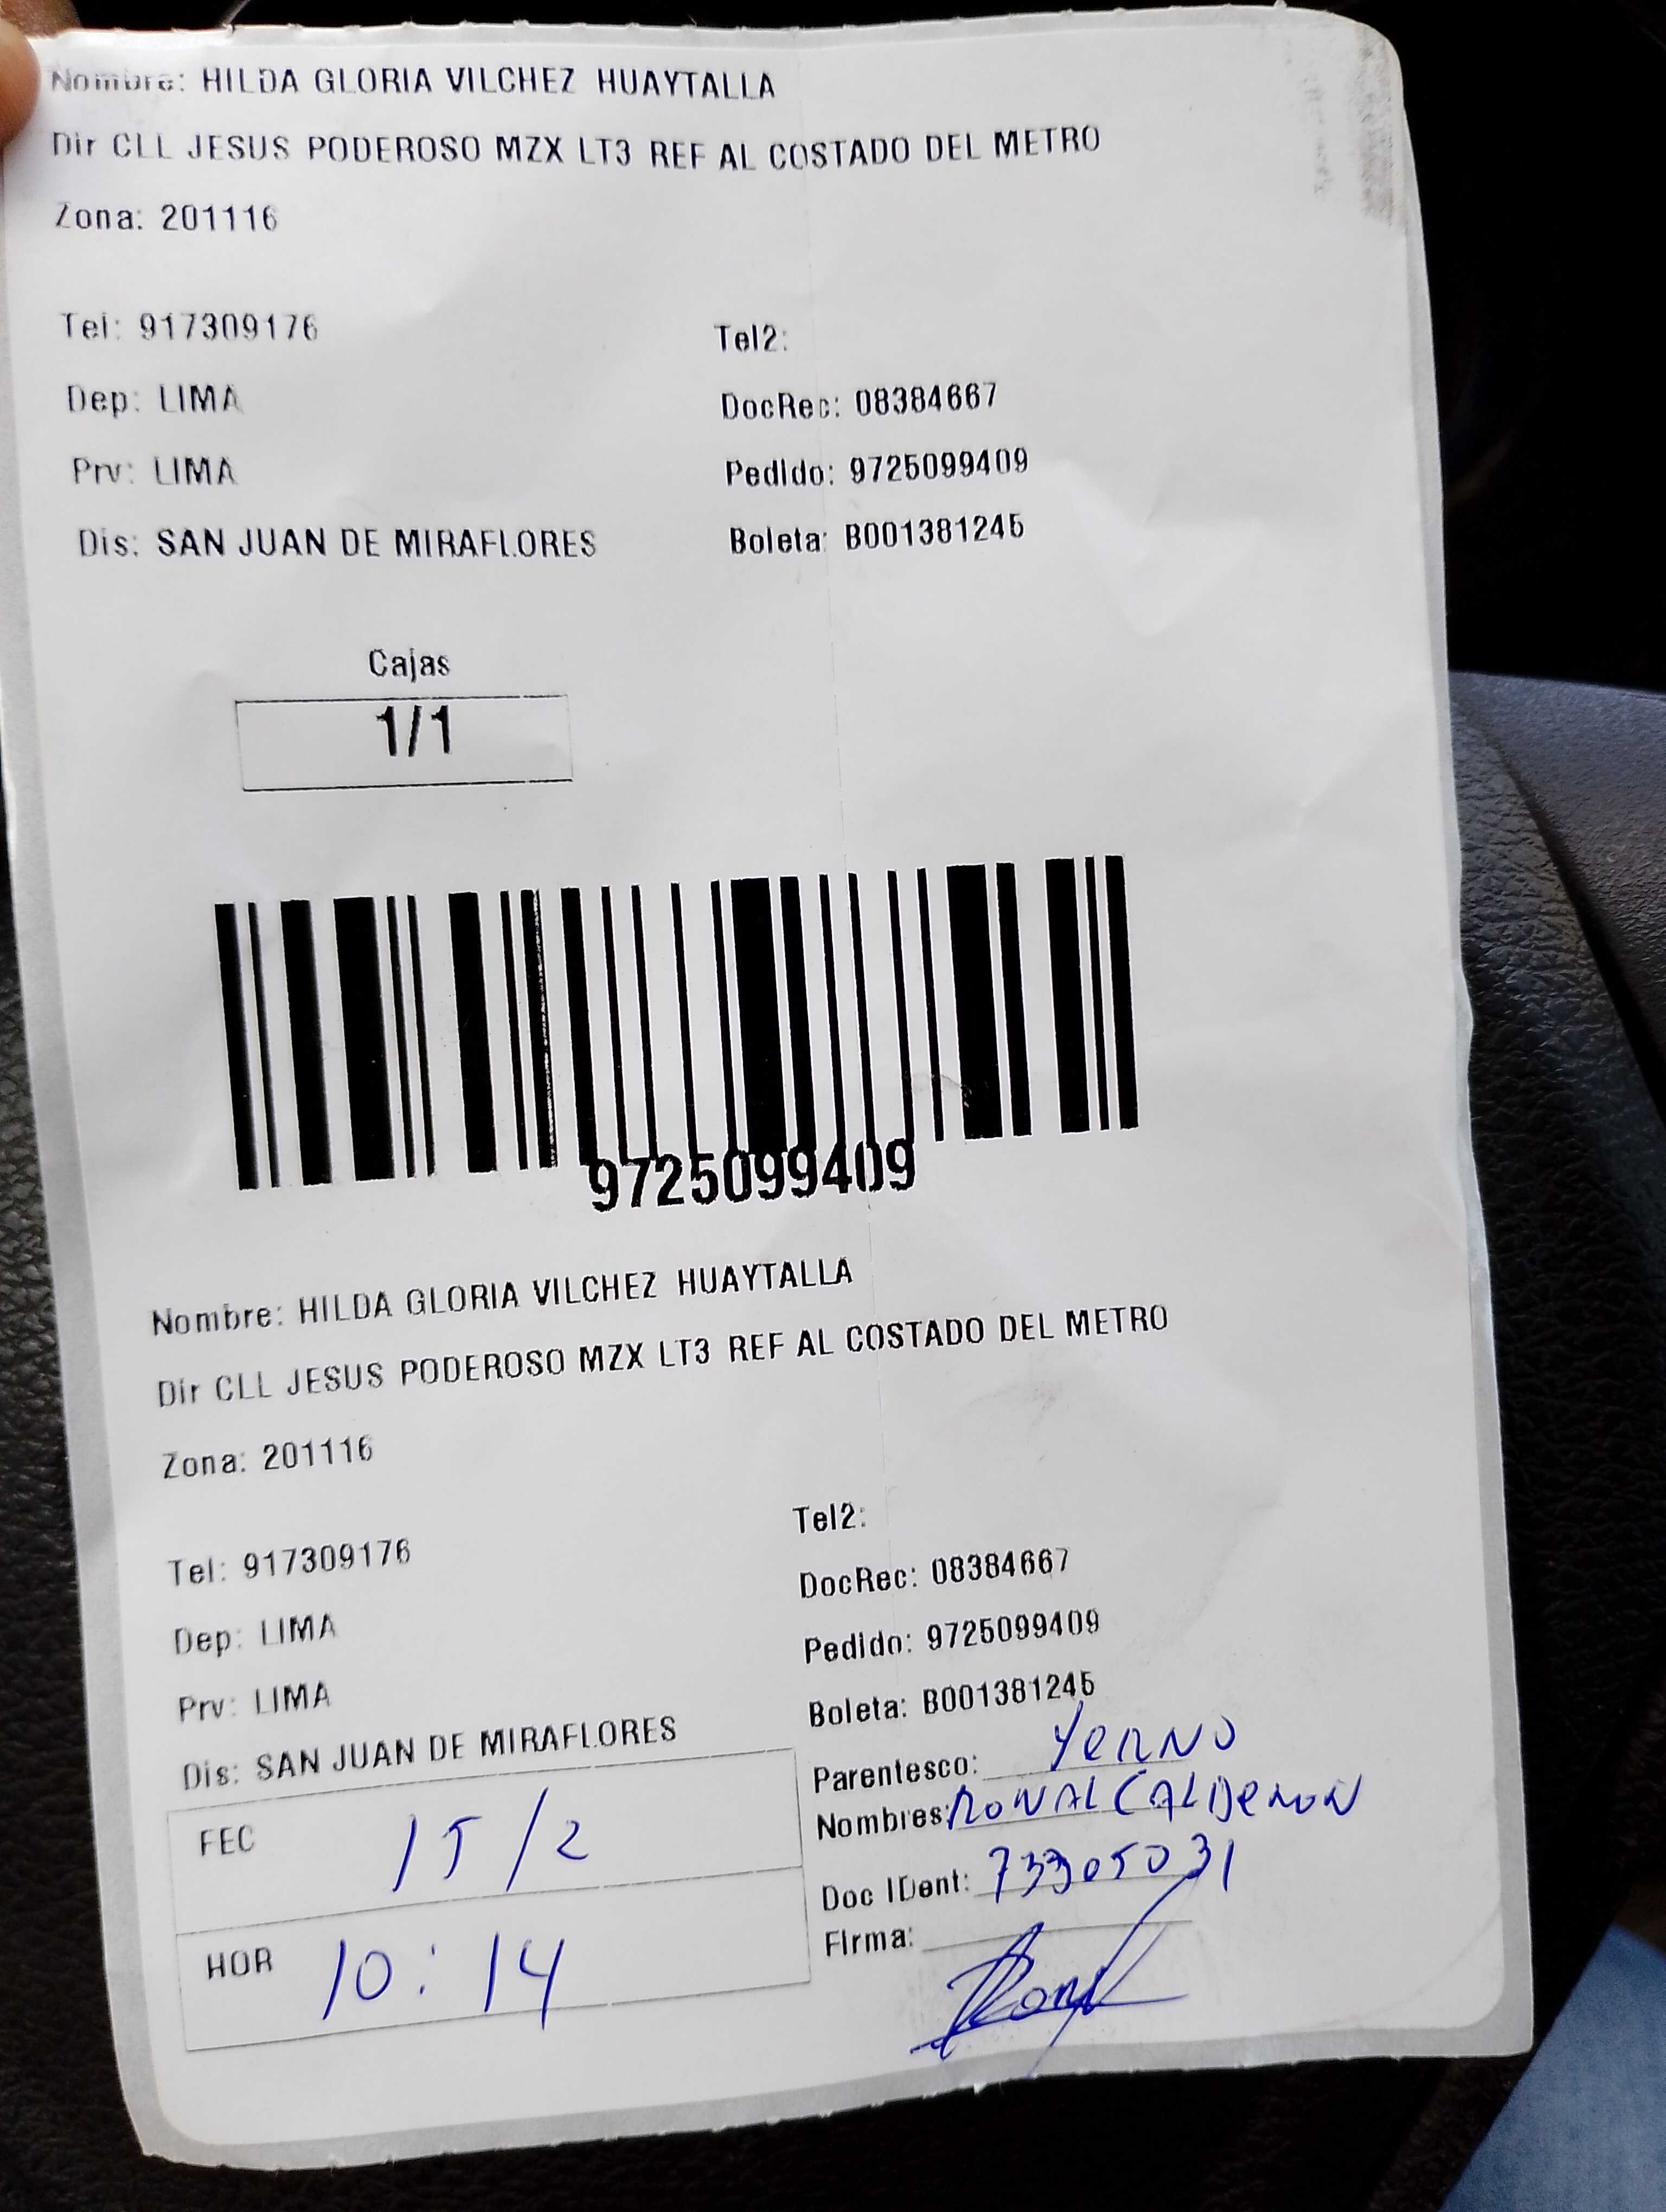 Nombre: HILDA GLORIA VILCHEZ HUAYTALLA
Dir CLL JESUS PODEROSO MZX LT3 REF AL COSTADO DEL METRO
Zona: 201116
Tel: 917309176
Tel2:
Dep: LIMA
DocRec: 08384667
Prv: LIMA
Pedido: 9725099409
Dis: SAN JUAN DE MIRAFLORES
Boleta: B001381245
Cajas
1/1
9725099409
Nombre: HILDA GLORIA VILCHEZ HUAYTALLA
Dir CLL JESUS PODEROSO MZX LT3 REF AL COSTADO DEL METRO
Zona: 201116
Tel2:
Tel: 917309176
DocRec: 08384667
Dep: LIMA
Pedido: 9725099409
Prv: LIMA
Boleta: B001381245
Dis: SAN JUAN DE MIRAFLORES
Parentesco: YERNO
Nombres: RONAL CALDERON
FEC 15/2
Doc IDent: 73305031
Firma:
HOR 10:14